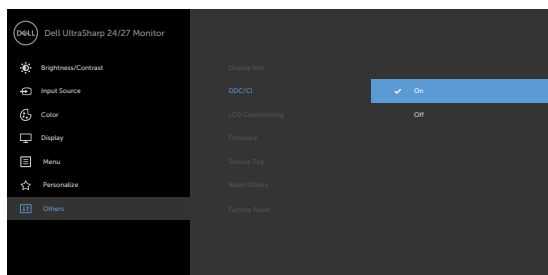 DELL
Dell UltraSharp 24/27 Monitor
Brightness/Contrast
Input Source
Color
Display
Menu
Personalize
Others
Display Info
DDC/CI
LCD Conditioning
Firmware
Service Tag
Reset Others
Factory Reset
On
Off